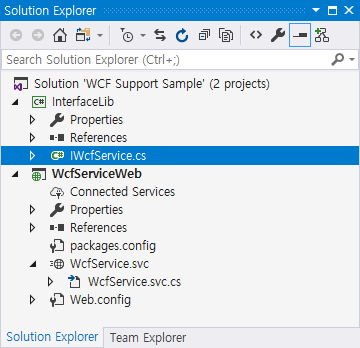 Solution Explorer
Search Solution Explorer (Ctrl+;)
Solution 'WCF Support Sample' (2 projects)
C# InterfaceLib
Properties
References
C# IWcfService.cs
WcfServiceWeb
Connected Services
Properties
References
packages.config
WcfService.svc
WcfService.svc.cs
Web.config
Solution Explorer Team Explorer